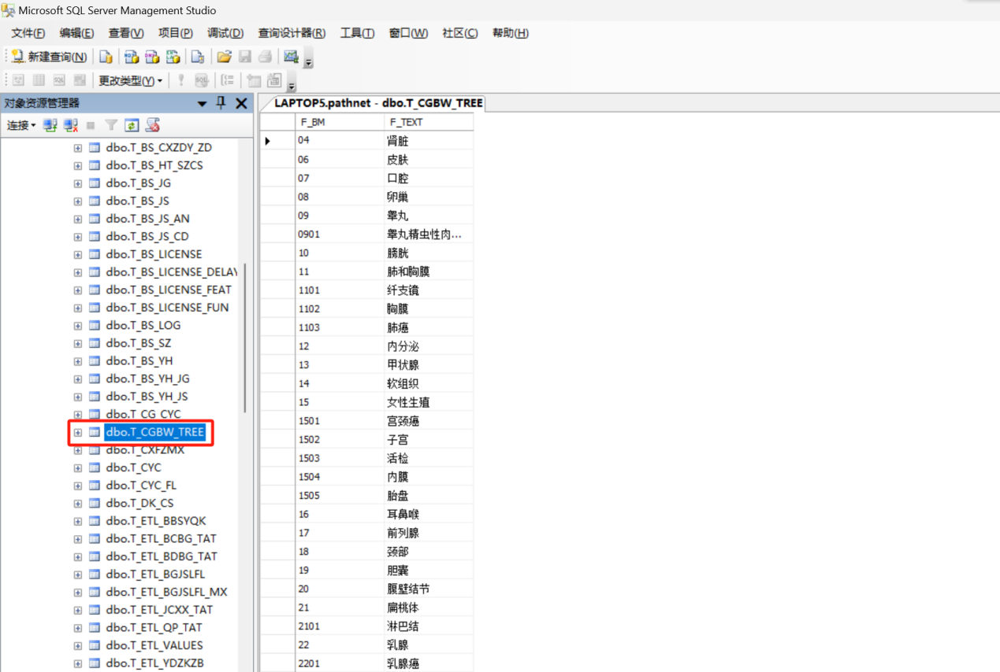 Microsoft SQL Server Management Studio
文件(F) 编辑(E) 查看(V) 项目(P) 调试(D) 查询设计器(R) 工具(T) 窗口(W) 社区(C) 帮助(H)
新建查询(N)
更改类型(Y)
对象资源管理器
连接
dbo.T_BS_CXZDY_ZD
dbo.T_BS_HT_SZCS
dbo.T_BS_JG
dbo.T_BS_JS
dbo.T_BS_JS_AN
dbo.T_BS_JS_CD
dbo.T_BS_LICENSE
dbo.T_BS_LICENSE_DELAY
dbo.T_BS_LICENSE_FEAT
dbo.T_BS_LICENSE_FUN
dbo.T_BS_LOG
dbo.T_BS_SZ
dbo.T_BS_YH
dbo.T_BS_YH_JG
dbo.T_BS_YH_JS
dbo.T_CG_CYC
dbo.T_CGBW_TREE
dbo.T_CXFZMX
dbo.T_CYC
dbo.T_CYC_FL
dbo.T_DK_CS
dbo.T_ETL_BBSYQK
dbo.T_ETL_BCBG_TAT
dbo.T_ETL_BDBG_TAT
dbo.T_ETL_BGJSLFL
dbo.T_ETL_BGJSLFL_MX
dbo.T_ETL_JCXX_TAT
dbo.T_ETL_QP_TAT
dbo.T_ETL_VALUES
dbo.T_ETL_YDZKZB
LAPTOP5.pathnet - dbo.T_CGBW_TREE
F_BM F_TEXT
04 肾脏
06 皮肤
07 口腔
08 卵巢
09 睾丸
0901 睾丸精虫性肉...
10 膀胱
11 肺和胸膜
1101 纤支镜
1102 胸膜
1103 肺癌
12 内分泌
13 甲状腺
14 软组织
15 女性生殖
1501 宫颈癌
1502 子宫
1503 活检
1504 内膜
1505 胎盘
16 耳鼻喉
17 前列腺
18 颈部
19 胆囊
20 腹壁结节
21 扁桃体
2101 淋巴结
22 乳腺
2201 乳腺癌